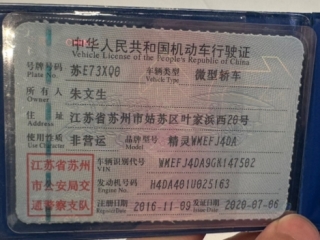 中华人民共和国机动车行驶证
Vehicle License of the People's Republic of China
号牌号码 苏E73XQ0 车辆类型 微型轿车
Plate No. Vehicle Type
所有人 朱文生
Owner
住址 江苏省苏州市姑苏区叶家浜西20号
Address
使用性质 非营运 品牌型号 精灵WMEFJ4DA
Use Character Model
江苏省苏州
市公安局交
通警察支队
车辆识别代号 WMEFJ4DA9GK147502
VIN
发动机号码 H4DA401U025163
Engine No.
注册日期 2016-11-09 发证日期 2020-07-06
Register Date Issue Date